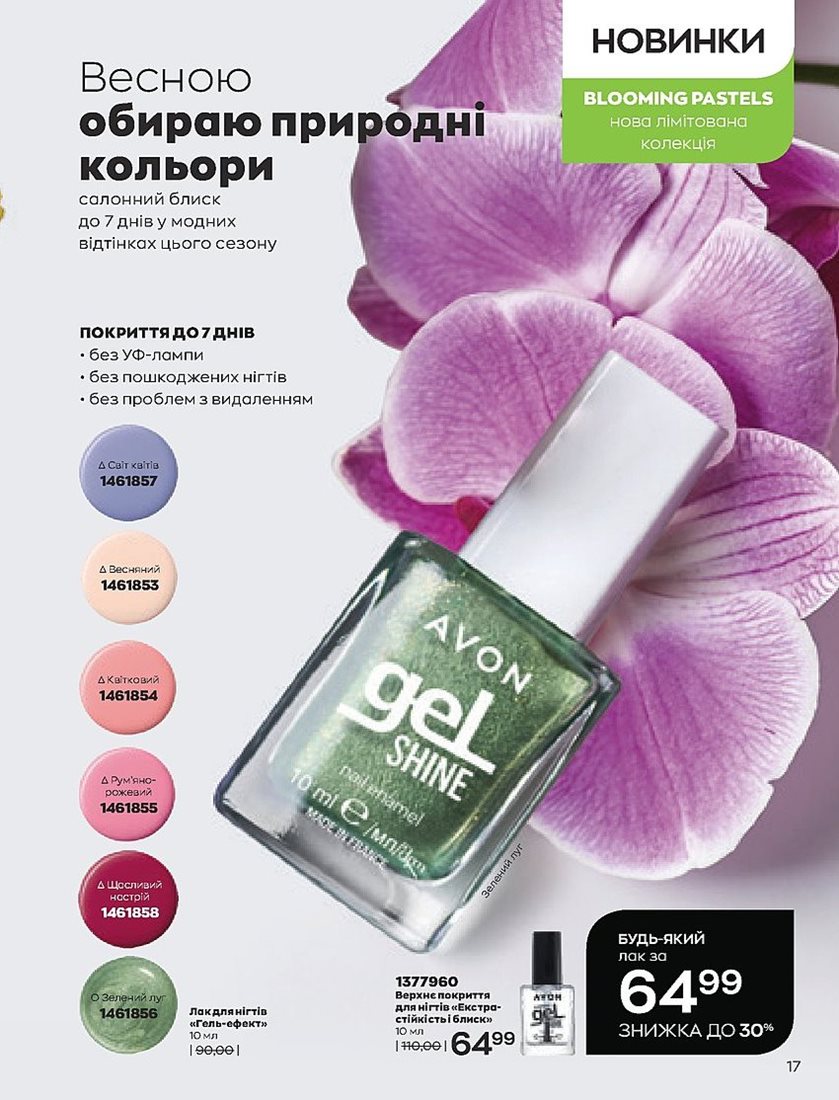 НОВИНКИ
BLOOMING PASTELS
нова лімітована
колекція
Весною
обираю природні
кольори
салонний блиск
до 7 днів у модних
відтінках цього сезону
ПОКРИТТЯ ДО 7 ДНІВ
• без УФ-лампи
• без пошкоджених нігтів
• без проблем з видаленням
Δ Світ квітів
1461857
Δ Весняний
1461853
Δ Квітковий
1461854
Δ Рум'яно-
рожевий
1461855
Δ Щасливий
настрій
1461858
О Зелений луг
1461856
AVON
gel
SHINE
nail enamel
10 ml e /мл/
MADE IN FRANCE
Зелений луг
Лак для нігтів
«Гель-ефект»
10 мл
| 90,00 |
1377960
Верхнє покриття
для нігтів «Екстра-
стійкість і блиск»
10 мл
| 110,00 | 64 99
AVON
gel
БУДЬ-ЯКИЙ
лак за
64 99
ЗНИЖКА ДО 30%
17